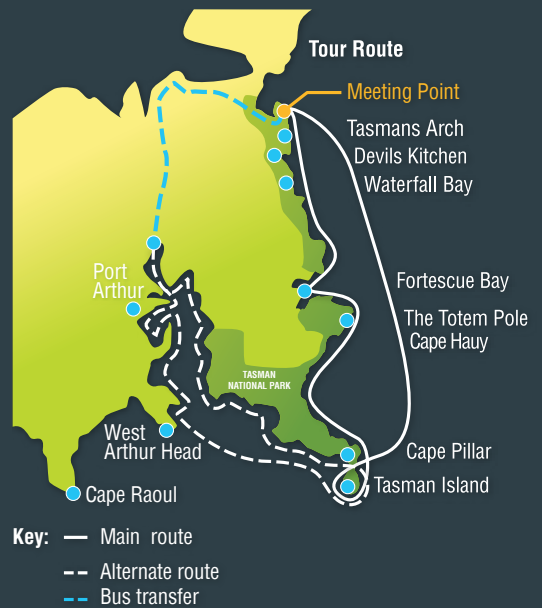 Tour Route
Meeting Point
Tasmans Arch
Devils Kitchen
Waterfall Bay
Fortescue Bay
Port
Arthur
The Totem Pole
Cape Hauy
TASMAN
NATIONAL PARK
West
Arthur Head
Cape Pillar
Tasman Island
Cape Raoul
Key:
Main route
Alternate route
Bus transfer